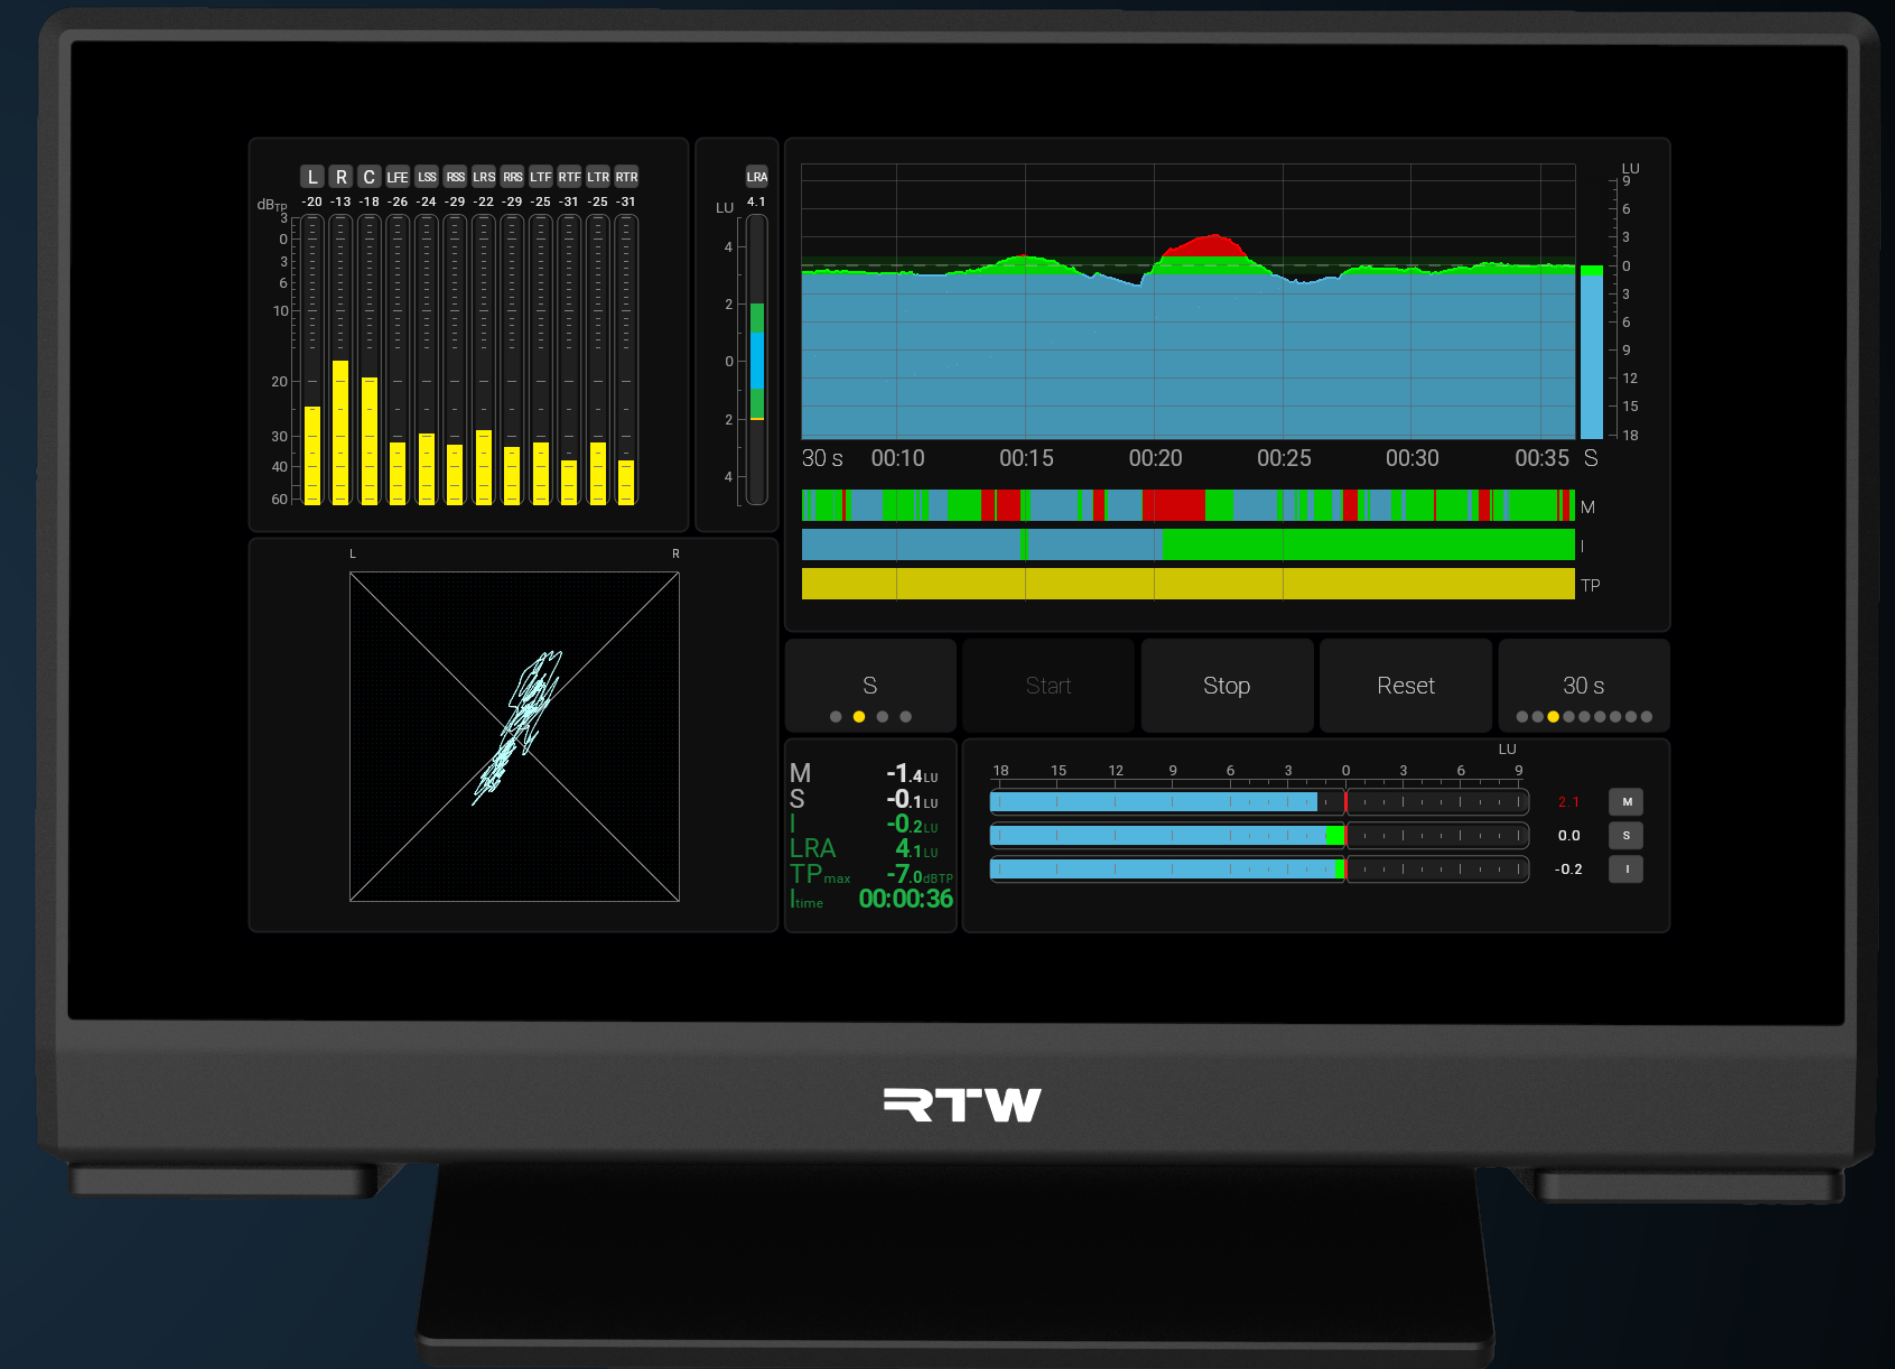 L R C LFE LSS RSS LRS RRS LTF RTF LTR RTR
dBTP -20 -13 -18 -26 -24 -29 -22 -29 -25 -31 -25 -31
3
0
3
6
10
20
30
40
60
LRA
LU 4.1
4
2
0
2
4
LU
9
6
3
0
3
6
9
12
15
18
30 s 00:10 00:15 00:20 00:25 00:30 00:35 S
M
I
TP
L R
S Start Stop Reset 30 s
M -1.4LU
S -0.1LU
I -0.2LU
LRA 4.1LU
TPmax -7.0dBTP
Itime 00:00:36
LU
18 15 12 9 6 3 0 3 6 9
2.1 M
0.0 S
-0.2 I
RTW